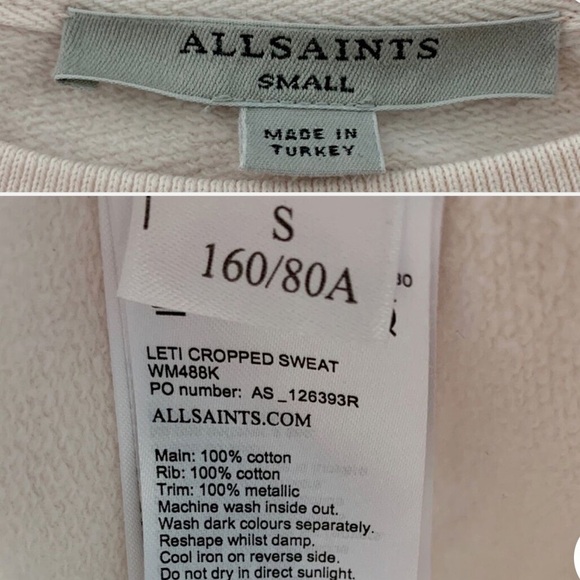 ALLSAINTS
SMALL
MADE IN
TURKEY
S
160/80A
LETI CROPPED SWEAT
WM488K
PO number: AS_126393R
ALLSAINTS.COM
Main: 100% cotton
Rib: 100% cotton
Trim: 100% metallic
Machine wash inside out.
Wash dark colours separately.
Reshape whilst damp.
Cool iron on reverse side.
Do not dry in direct sunlight.